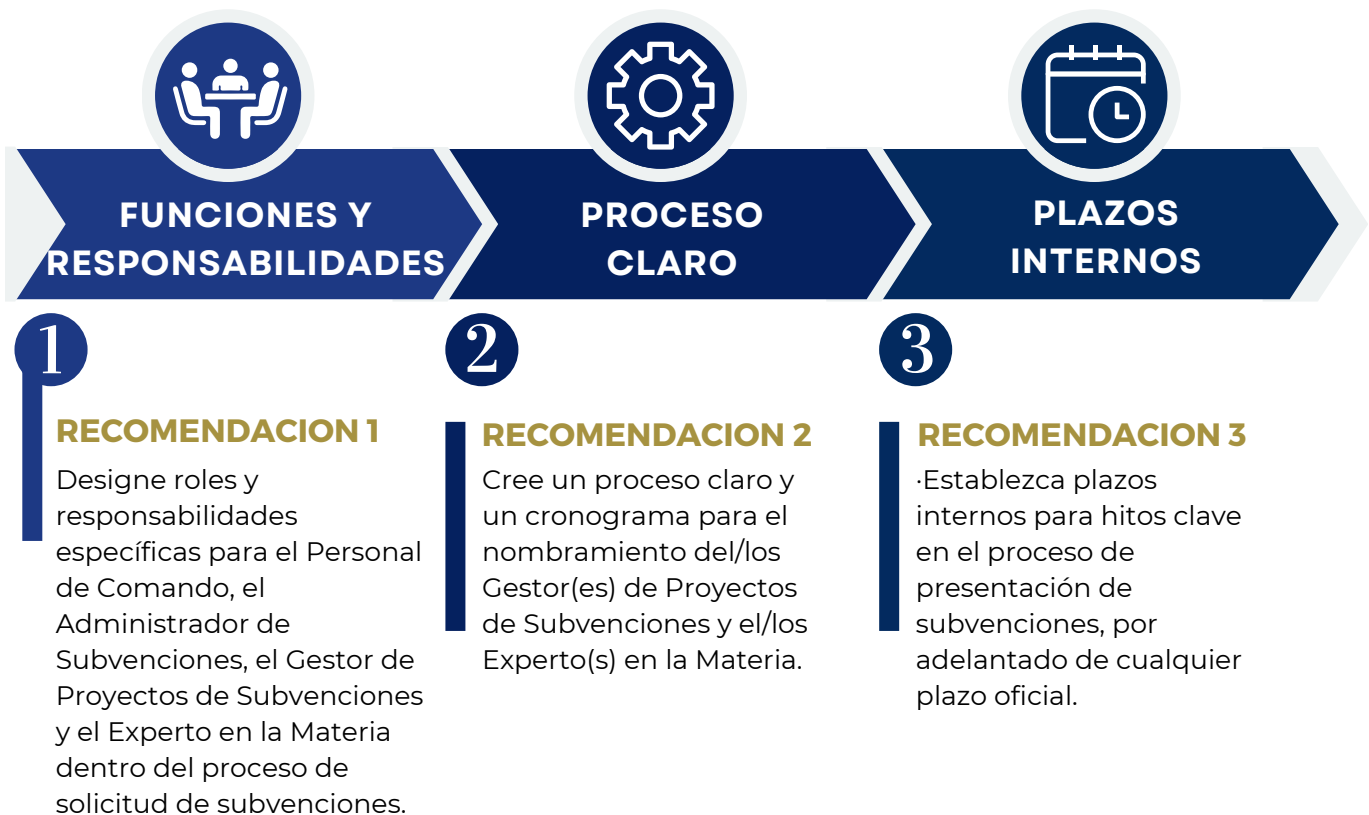 FUNCIONES Y
RESPONSABILIDADES
PROCESO
CLARO
PLAZOS
INTERNOS
1
RECOMENDACION 1
Designe roles y
responsabilidades
específicas para el Personal
de Comando, el
Administrador de
Subvenciones, el Gestor de
Proyectos de Subvenciones
y el Experto en la Materia
dentro del proceso de
solicitud de subvenciones.
2
RECOMENDACION 2
Cree un proceso claro y
un cronograma para el
nombramiento del/los
Gestor(es) de Proyectos
de Subvenciones y el/los
Experto(s) en la Materia.
3
RECOMENDACION 3
·Establezca plazos
internos para hitos clave
en el proceso de
presentación de
subvenciones, por
adelantado de cualquier
plazo oficial.